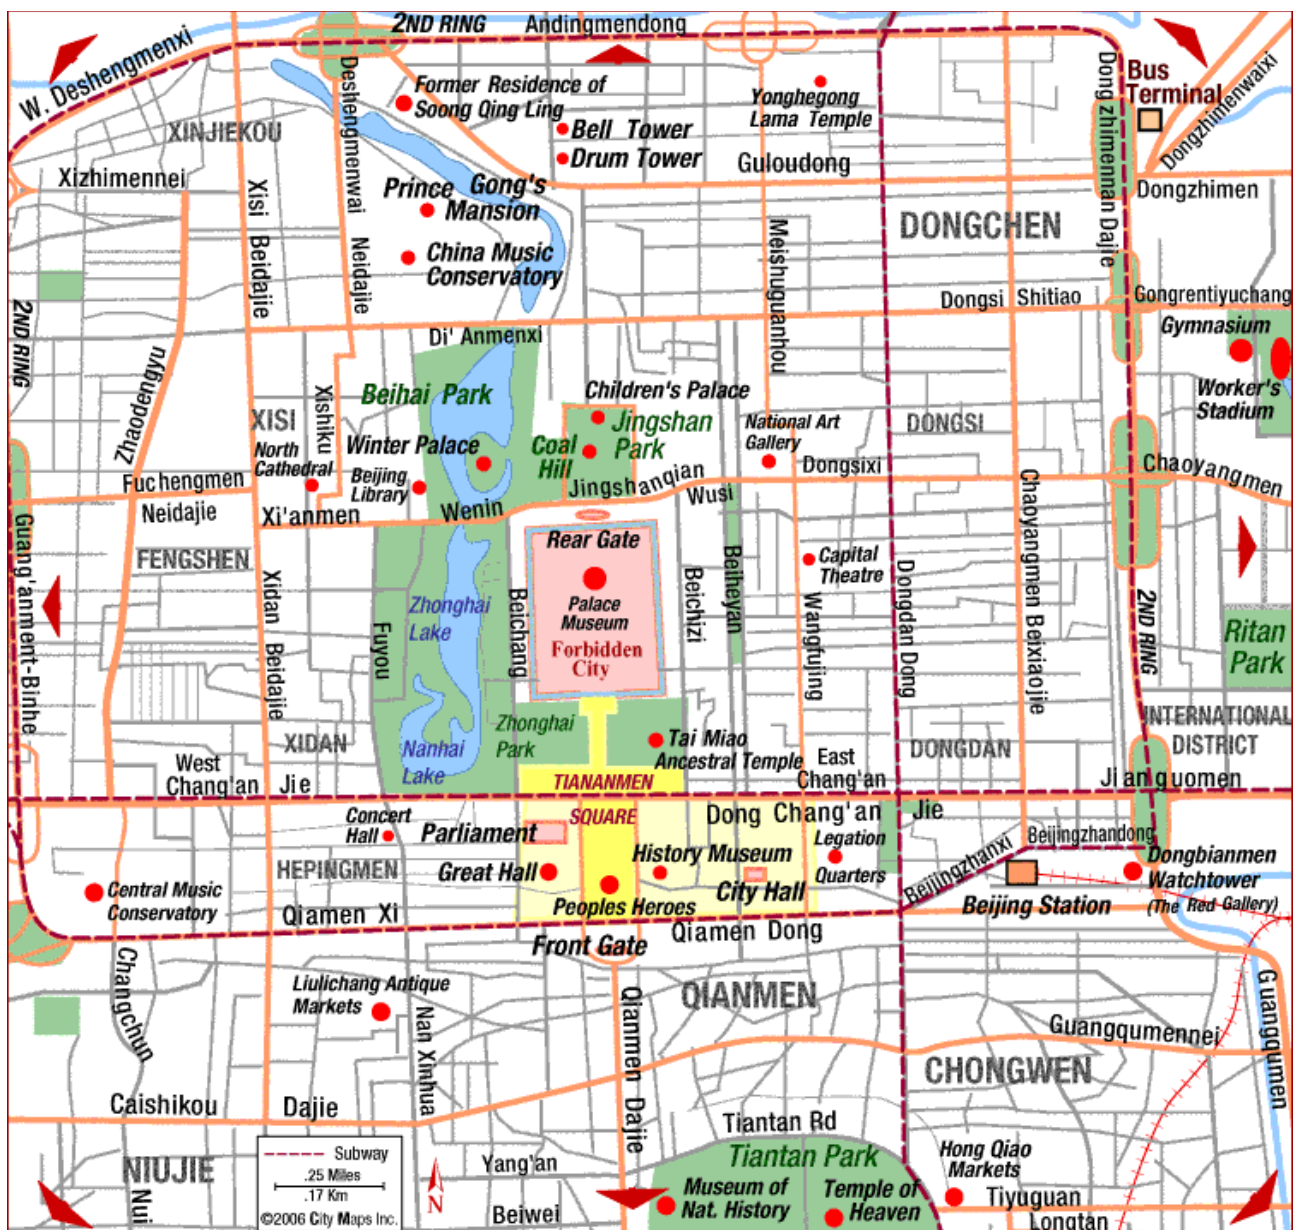 2ND RING
Andingmendong
W. Deshengmenxi
Deshengmenwai
Former Residence of
Soong Qing Ling
Bell Tower
Drum Tower
Yonghegong
Lama Temple
Guloudong
Dongzhimennan Dajie
Bus
Terminal
Dongzhimenwaixi
Dongzhimen
XINJIEKOU
Xizhimennei
Xisi Beidajie
Neidajie
Prince Gong's
Mansion
China Music
Conservatory
Meishuguanhou
DONGCHEN
Dongsi Shitiao
Gongrentiyuchang
Gymnasium
Worker's
Stadium
2ND RING
Zhaodengyu
Di' Anmenxi
Beihai Park
Children's Palace
Jingshan
Park
Coal
Hill
National Art
Gallery
DONGSI
XISI
Xishiku
North
Cathedral
Winter Palace
Beijing
Library
Dongsixi
Chaoyangmen
Fuchengmen
Neidajie
Xi'anmen
Wenin
Jingshanqian
Wusi
Guang'anment-Binhe
FENGSHEN
Xidan Beidajie
Fuyou
Zhonghai
Lake
Beichang
Rear Gate
Palace
Museum
Forbidden
City
Beichizi
Beiheyan
Capital
Theatre
Wangfujing
Dongdan Dong
Chaoyangmen Beixiaojie
2ND RING
Ritan
Park
XIDAN
Nanhai
Lake
Zhonghai
Park
Tai Miao
Ancestral Temple
DONGDAN
INTERNATIONAL
DISTRICT
West
Chang'an Jie
TIANANMEN
East
Chang'an
Jianguomen
SQUARE
Dong Chang'an Jie
Concert
Hall
Parliament
Legation
Quarters
Beijingzhanxi
Beijingzhandong
HEPINGMEN
Great Hall
History Museum
City Hall
Dongbianmen
Watchtower
(The Red Gallery)
Central Music
Conservatory
Qiamen Xi
Peoples Heroes
Beijing Station
Front Gate
Qiamen Dong
Changchun
Liulichang Antique
Markets
Nan Xinhua
Qianmen Dajie
QIANMEN
Guangqumennei
Guangqumen
CHONGWEN
Caishikou Dajie
Tiantan Rd
NIUJIE
Nui
Subway
.25 Miles
.17 Km
©2006 City Maps Inc.
N
Yang'an
Beiwei
Tiantan Park
Museum of
Nat. History
Temple of
Heaven
Hong Qiao
Markets
Tiyuguan
Longtan